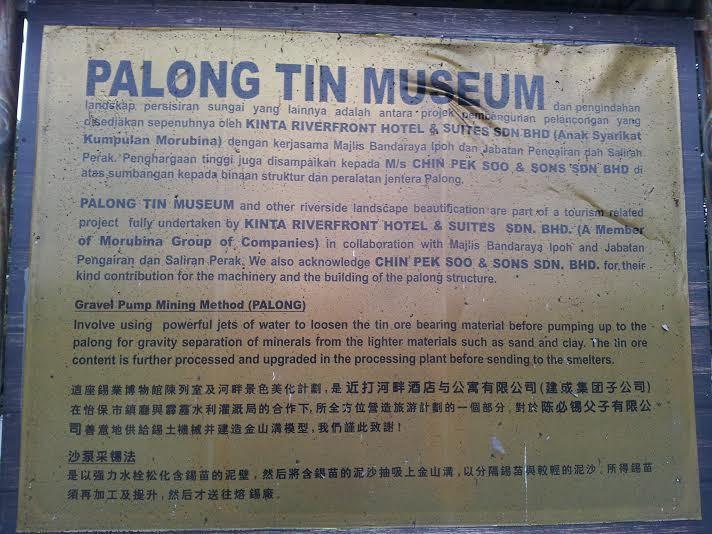 PALONG TIN MUSEUM dan pengindahan
landskap persisiran sungai yang lainnya adalah antara projek pembangunan pelancongan yang
disediakan sepenuhnya oleh KINTA RIVERFRONT HOTEL & SUITES SDN BHD (Anak Syarikat
Kumpulan Morubina) dengan kerjasama Majlis Bandaraya Ipoh dan Jabatan Pengairan dan Saliran
Perak. Penghargaan tinggi juga disampaikan kepada M/s CHIN PEK SOO & SONS SDN BHD di
atas sumbangan kepada binaan struktur dan peralatan jentera Palong.
PALONG TIN MUSEUM and other riverside landscape beautification are part of a tourism related
project fully undertaken by KINTA RIVERFRONT HOTEL & SUITES SDN. BHD. (A Member
of Morubina Group of Companies) in collaboration with Majlis Bandaraya Ipoh and Jabatan
Pengairan dan Saliran Perak. We also acknowledge CHIN PEK SOO & SONS SDN. BHD. for their
kind contribution for the machinery and the building of the palong structure.
Gravel Pump Mining Method (PALONG)
Involve using powerful jets of water to loosen the tin ore bearing material before pumping up to the
palong for gravity separation of minerals from the lighter materials such as sand and clay. The tin ore
content is further processed and upgraded in the processing plant before sending to the smelters.
這座錫業博物館陳列室及河畔景色美化計劃，是近打河畔酒店与公寓有限公司(建成集团子公司)
在怡保市鎮廳與霹靂水利灌溉局的合作下，所全方位營造旅游計劃的一個部分．對於陈必锡父子有限公
司善意地供給錫土機械并建造金山溝模型，我們謹此致謝！
沙泵采锡法
是以强力水栓松化含錫苗的泥壁，然后將含錫苗的泥沙抽吸上金山溝，以分隔錫苗與較輕的泥沙．所得錫苗
須再加工及提升，然后才送往熔錫廠．